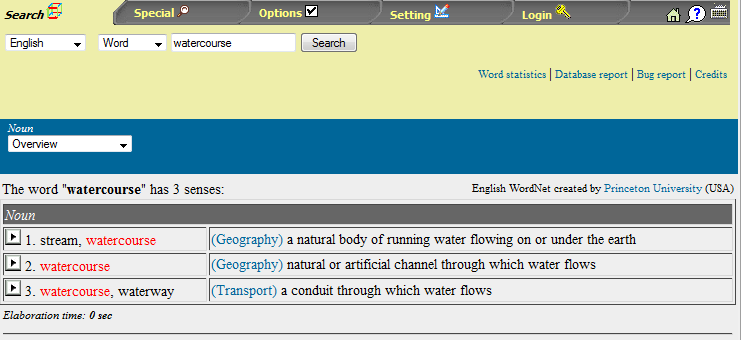 Search Special Options Setting Login
English Word watercourse Search
Word statistics | Database report | Bug report | Credits
Noun
Overview
The word "watercourse" has 3 senses: English WordNet created by Princeton University (USA)
Noun
1. stream, watercourse (Geography) a natural body of running water flowing on or under the earth
2. watercourse (Geography) natural or artificial channel through which water flows
3. watercourse, waterway (Transport) a conduit through which water flows
Elaboration time: 0 sec